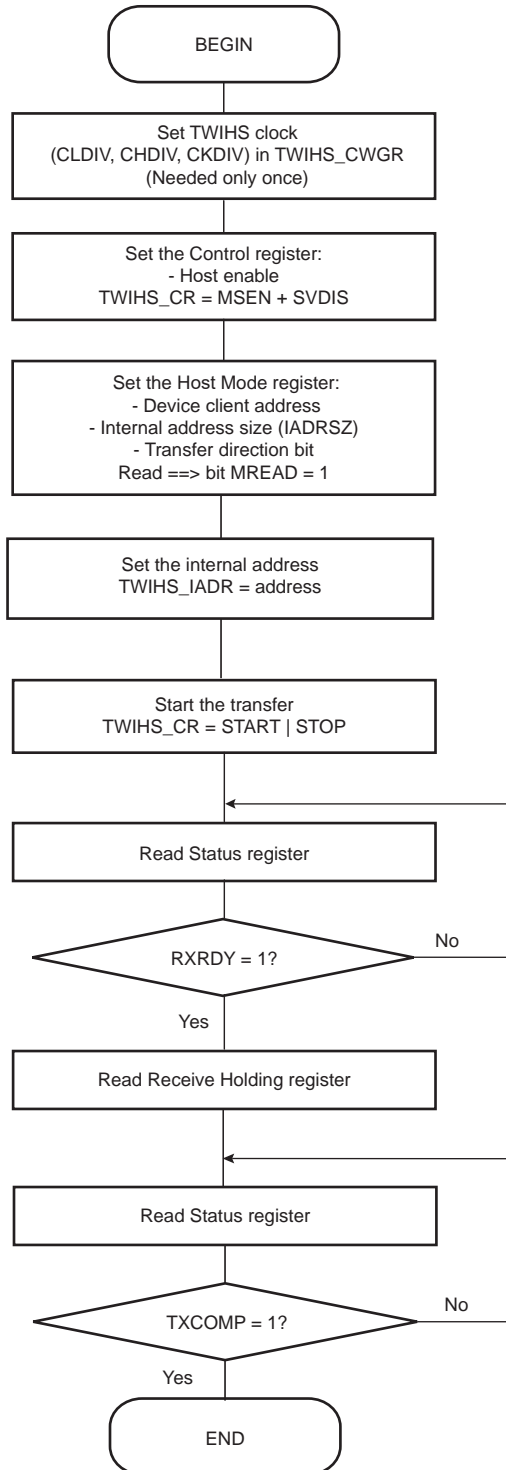 BEGIN
Set TWIHS clock
(CLDIV, CHDIV, CKDIV) in TWIHS_CWGR
(Needed only once)
Set the Control register:
- Host enable
TWIHS_CR = MSEN + SVDIS
Set the Host Mode register:
- Device client address
- Internal address size (IADRSZ)
- Transfer direction bit
Read ==> bit MREAD = 1
Set the internal address
TWIHS_IADR = address
Start the transfer
TWIHS_CR = START | STOP
Read Status register
RXRDY = 1?
No
Yes
Read Receive Holding register
Read Status register
TXCOMP = 1?
No
Yes
END